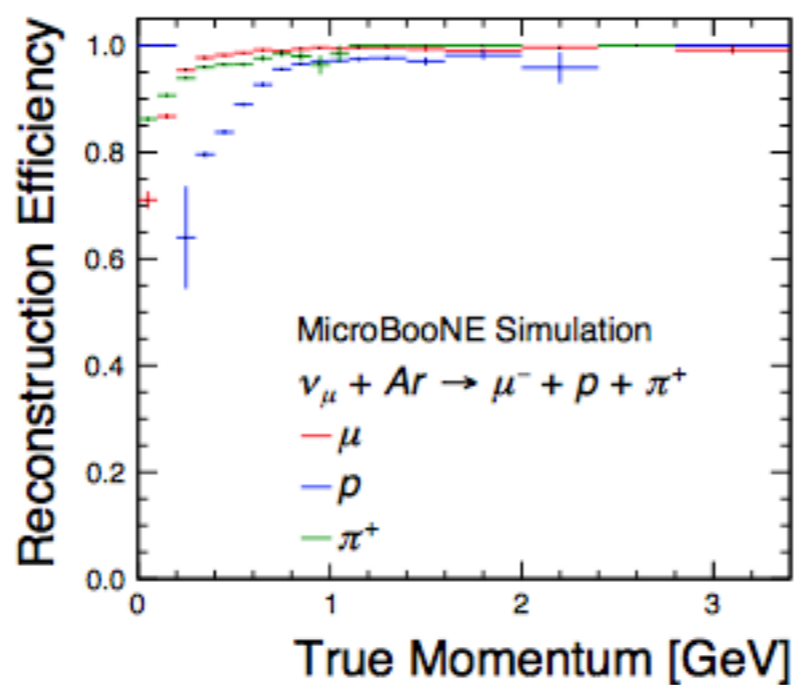 Reconstruction Efficiency
1.0
0.8
0.6
0.4
0.2
0.0
MicroBooNE Simulation
ν_μ + Ar → μ⁻ + p + π⁺
μ
p
π⁺
0 1 2 3
True Momentum [GeV]